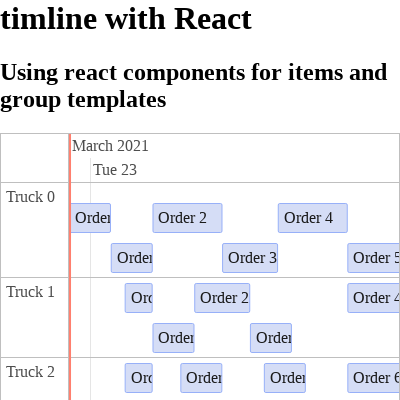 timline with React
Using react components for items and
group templates
March 2021
Tue 23
Truck 0
Order
Order 2
Order 4
Order
Order 3
Order 5
Truck 1
Order 2
Order 4
Order
Order
Truck 2
Order
Order
Order 6